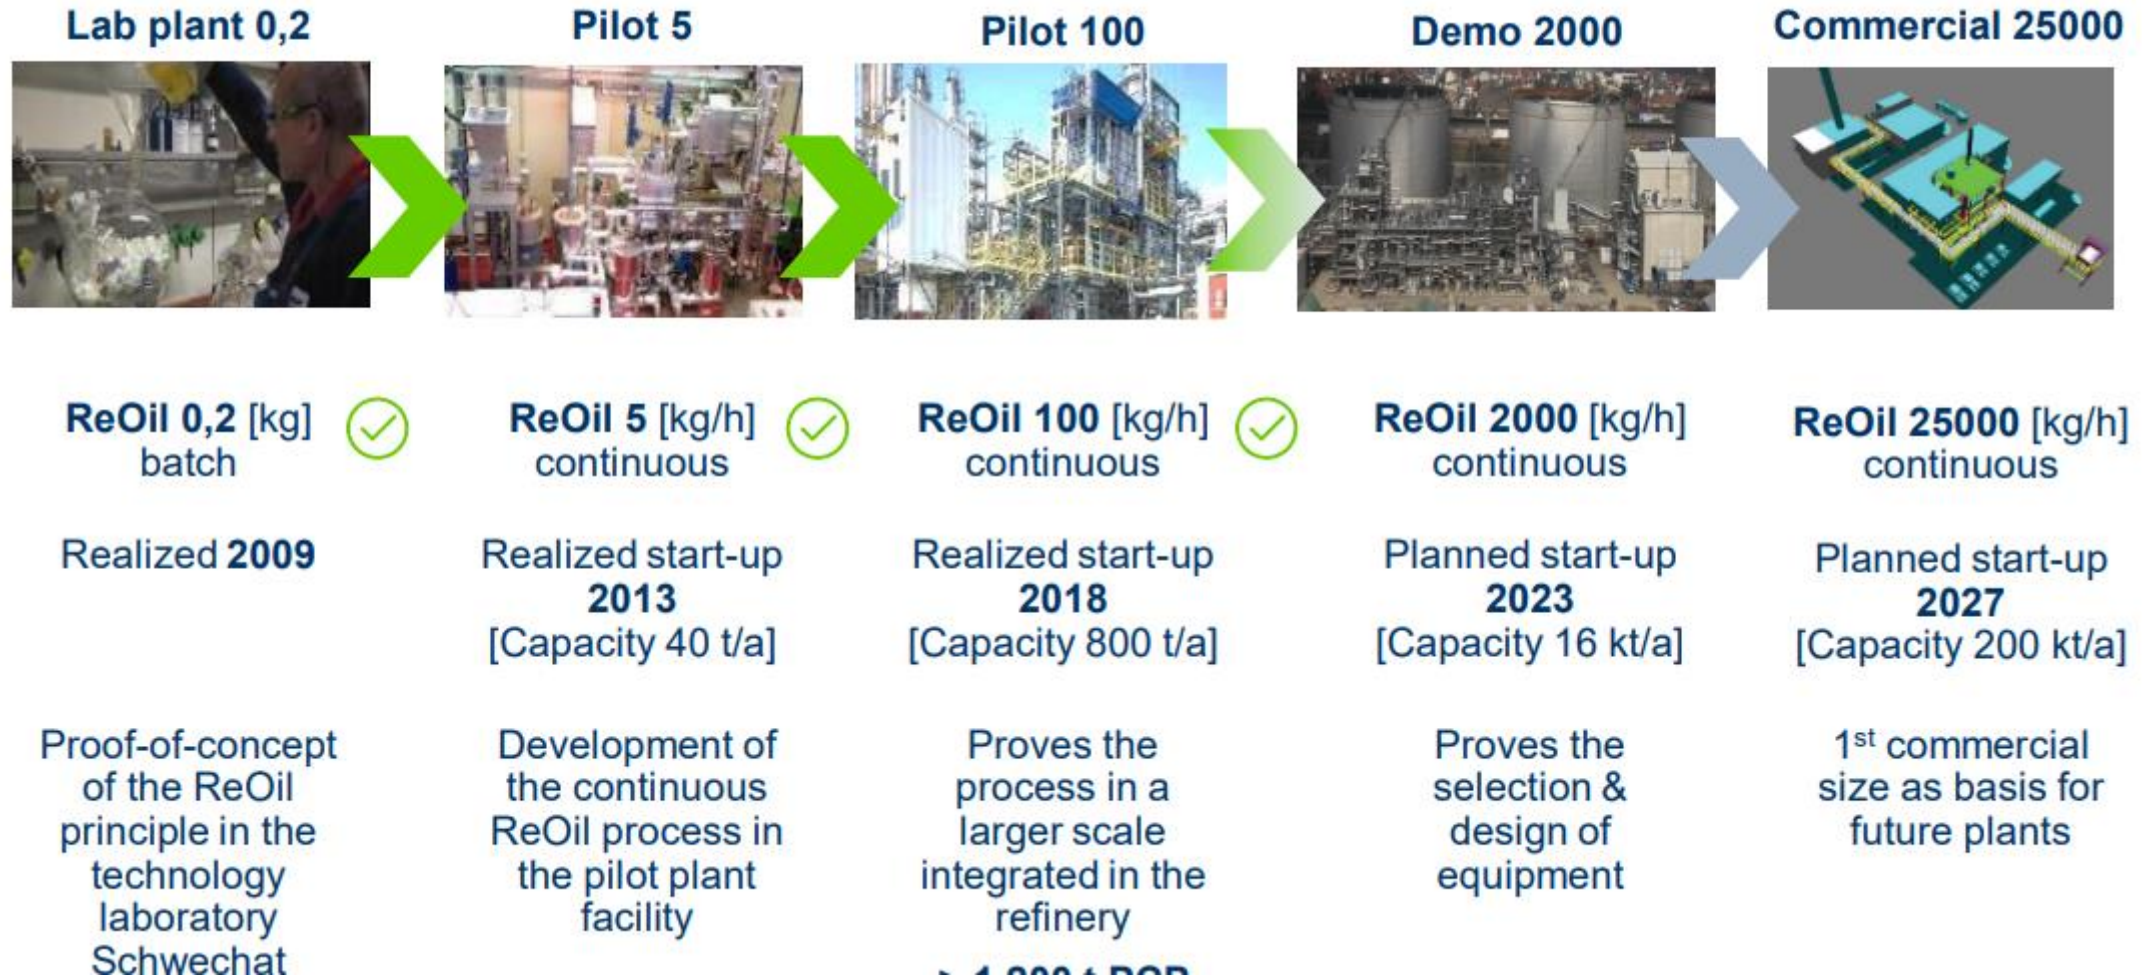 Lab plant 0,2
Pilot 5
Pilot 100
Demo 2000
Commercial 25000
ReOil 0,2 [kg]
batch
ReOil 5 [kg/h]
continuous
ReOil 100 [kg/h]
continuous
ReOil 2000 [kg/h]
continuous
ReOil 25000 [kg/h]
continuous
Realized 2009
Realized start-up
2013
[Capacity 40 t/a]
Realized start-up
2018
[Capacity 800 t/a]
Planned start-up
2023
[Capacity 16 kt/a]
Planned start-up
2027
[Capacity 200 kt/a]
Proof-of-concept
of the ReOil
principle in the
technology
laboratory
Schwechat
Development of
the continuous
ReOil process in
the pilot plant
facility
Proves the
process in a
larger scale
integrated in the
refinery
Proves the
selection &
design of
equipment
1st commercial
size as basis for
future plants